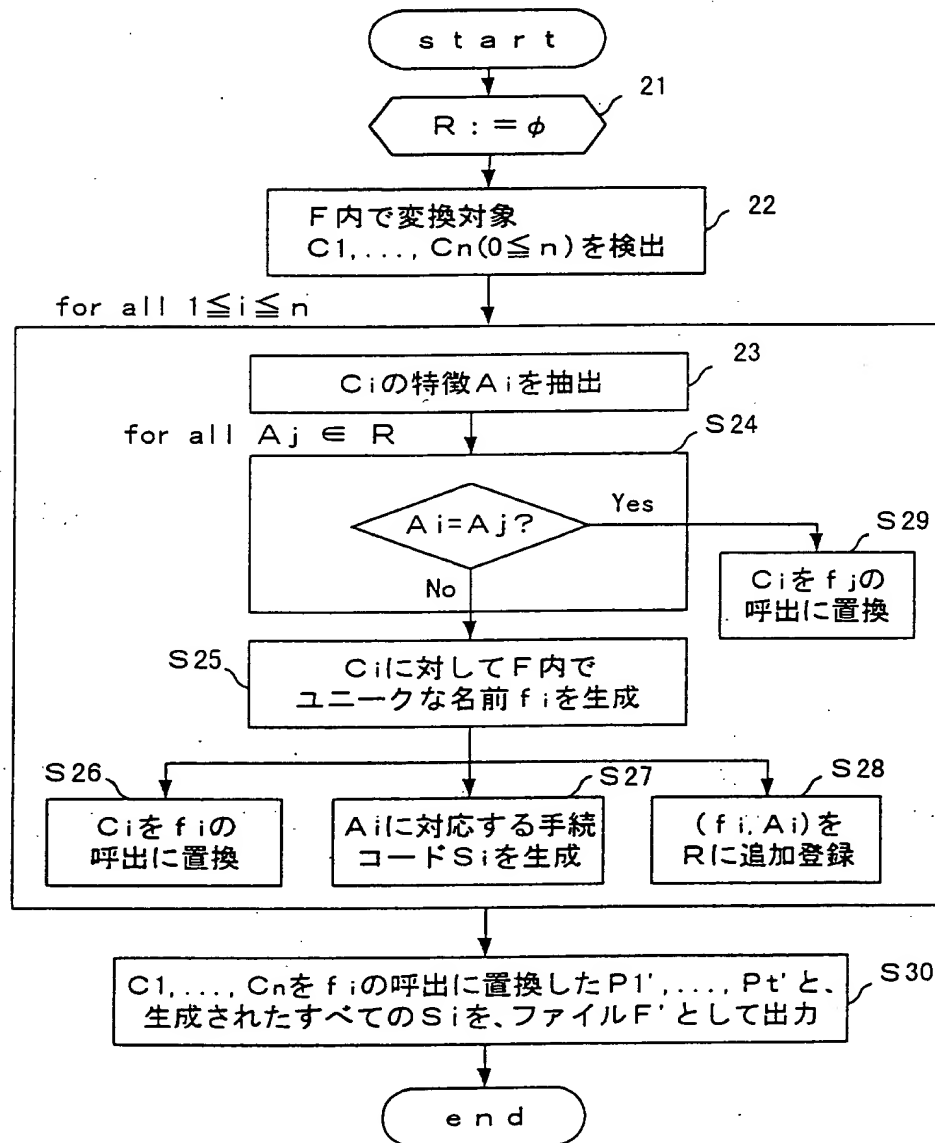 start
21
R:=φ
22
F内で変換対象
C1,..., Cn(0≦n)を検出
for all 1≦i≦n
23
Ciの特徴Aiを抽出
for all Aj ∈ R
S24
Ai=Aj?
Yes
No
S29
Ciをfjの
呼出に置換
S25
Ciに対してF内で
ユニークな名前fiを生成
S26
Ciをfiの
呼出に置換
S27
Aiに対応する手続
コードSiを生成
S28
(fi,Ai)を
Rに追加登録
S30
C1,..., Cnをfiの呼出に置換したP1',..., Pt'と、
生成されたすべてのSiを、ファイルF'として出力
end